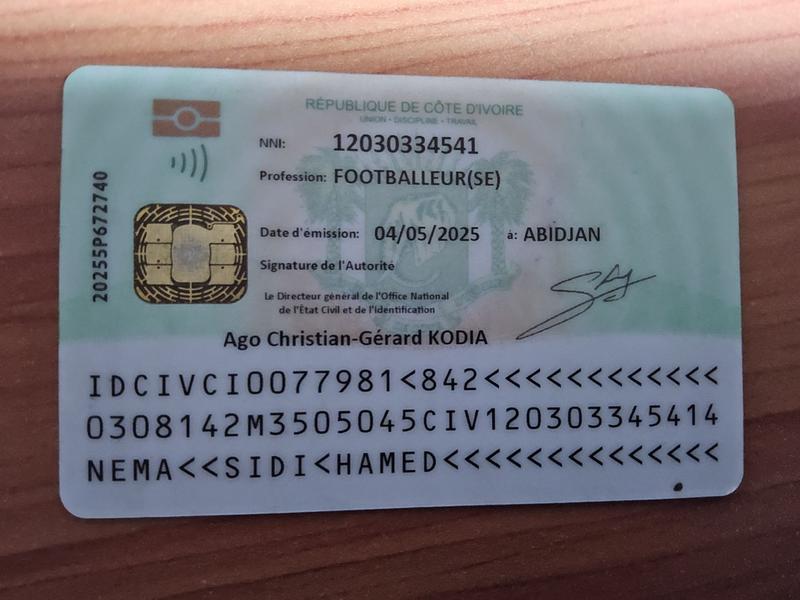 RÉPUBLIQUE DE CÔTE D'IVOIRE
UNION - DISCIPLINE - TRAVAIL
NNI: 12030334541
Profession: FOOTBALLEUR(SE)
20255P672740
Date d'émission: 04/05/2025 à: ABIDJAN
Signature de l'Autorité
Le Directeur général de l'Office National
de l'État Civil et de l'Identification
Ago Christian-Gérard KODIA
IDCIVCI0077981<842<<<<<<<<<<<<
0308142M3505045CIV120303345414
NEMA<<SIDI<HAMED<<<<<<<<<<<<<<